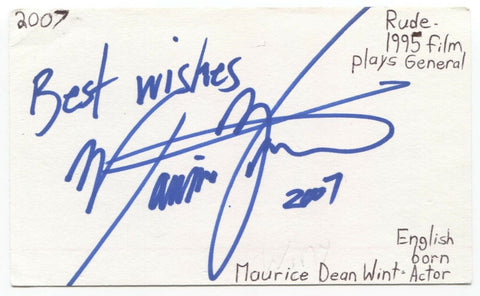 2007
Rude-
1995 film,
plays General
Best wishes
2007
English
born
Maurice Dean Wint- Actor